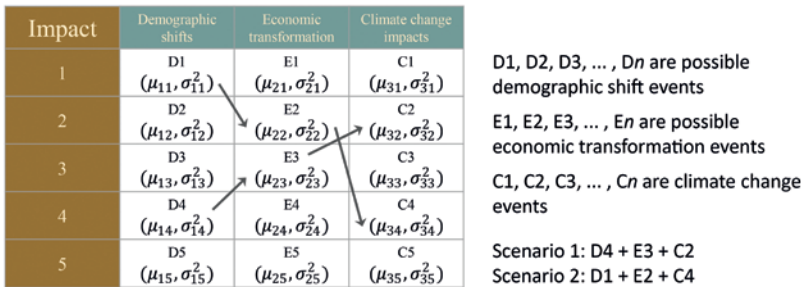 Impact
Demographic shifts
Economic transformation
Climate change impacts
1
D1
(μ₁₁, σ²₁₁)
E1
(μ₂₁, σ²₂₁)
C1
(μ₃₁, σ²₃₁)
2
D2
(μ₁₂, σ²₁₂)
E2
(μ₂₂, σ²₂₂)
C2
(μ₃₂, σ²₃₂)
3
D3
(μ₁₃, σ²₁₃)
E3
(μ₂₃, σ²₂₃)
C3
(μ₃₃, σ²₃₃)
4
D4
(μ₁₄, σ²₁₄)
E4
(μ₂₄, σ²₂₄)
C4
(μ₃₄, σ²₃₄)
5
D5
(μ₁₅, σ²₁₅)
E5
(μ₂₅, σ²₂₅)
C5
(μ₃₅, σ²₃₅)
D1, D2, D3, ... , Dn are possible
demographic shift events
E1, E2, E3, ... , En are possible
economic transformation events
C1, C2, C3, ... , Cn are climate change
events
Scenario 1: D4 + E3 + C2
Scenario 2: D1 + E2 + C4